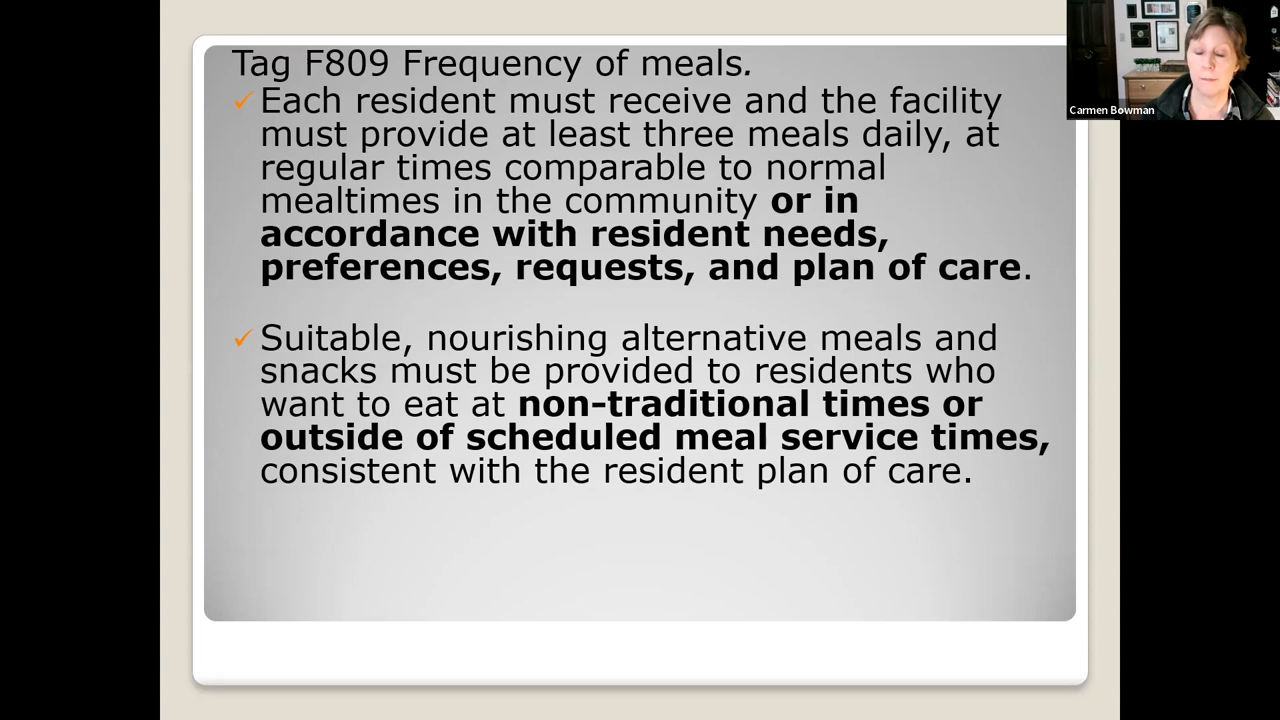 Tag F809 Frequency of meals.
✓Each resident must receive and the facility
must provide at least three meals daily, at
regular times comparable to normal
mealtimes in the community or in
accordance with resident needs,
preferences, requests, and plan of care.
✓Suitable, nourishing alternative meals and
snacks must be provided to residents who
want to eat at non-traditional times or
outside of scheduled meal service times,
consistent with the resident plan of care.
Carmen Bowman